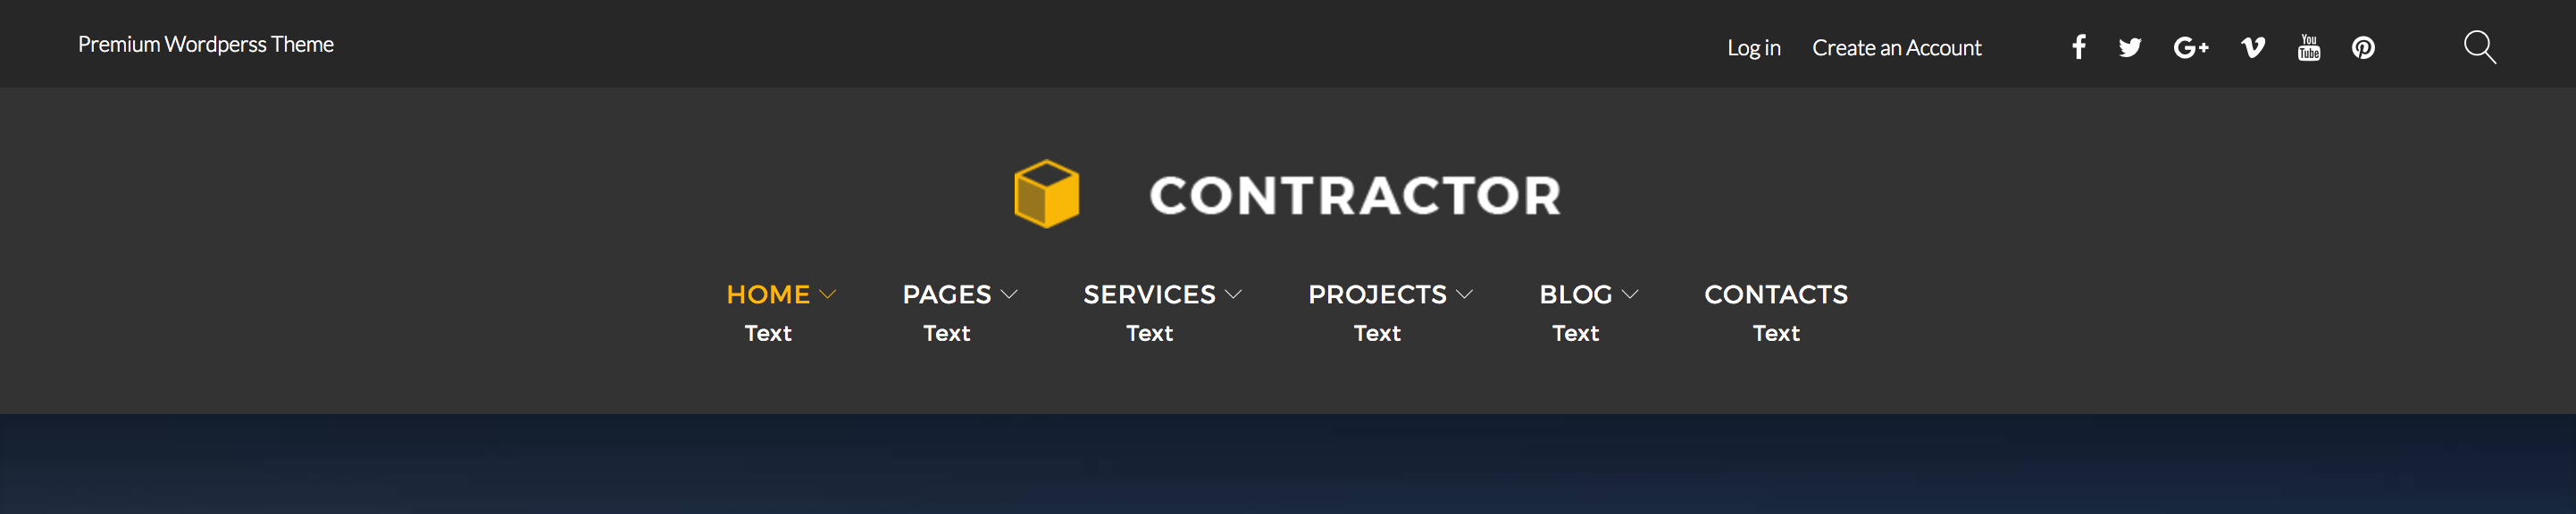 Premium Wordperss Theme
Log in Create an Account You Tube
CONTRACTOR
HOME PAGES SERVICES PROJECTS BLOG CONTACTS
Text Text Text Text Text Text